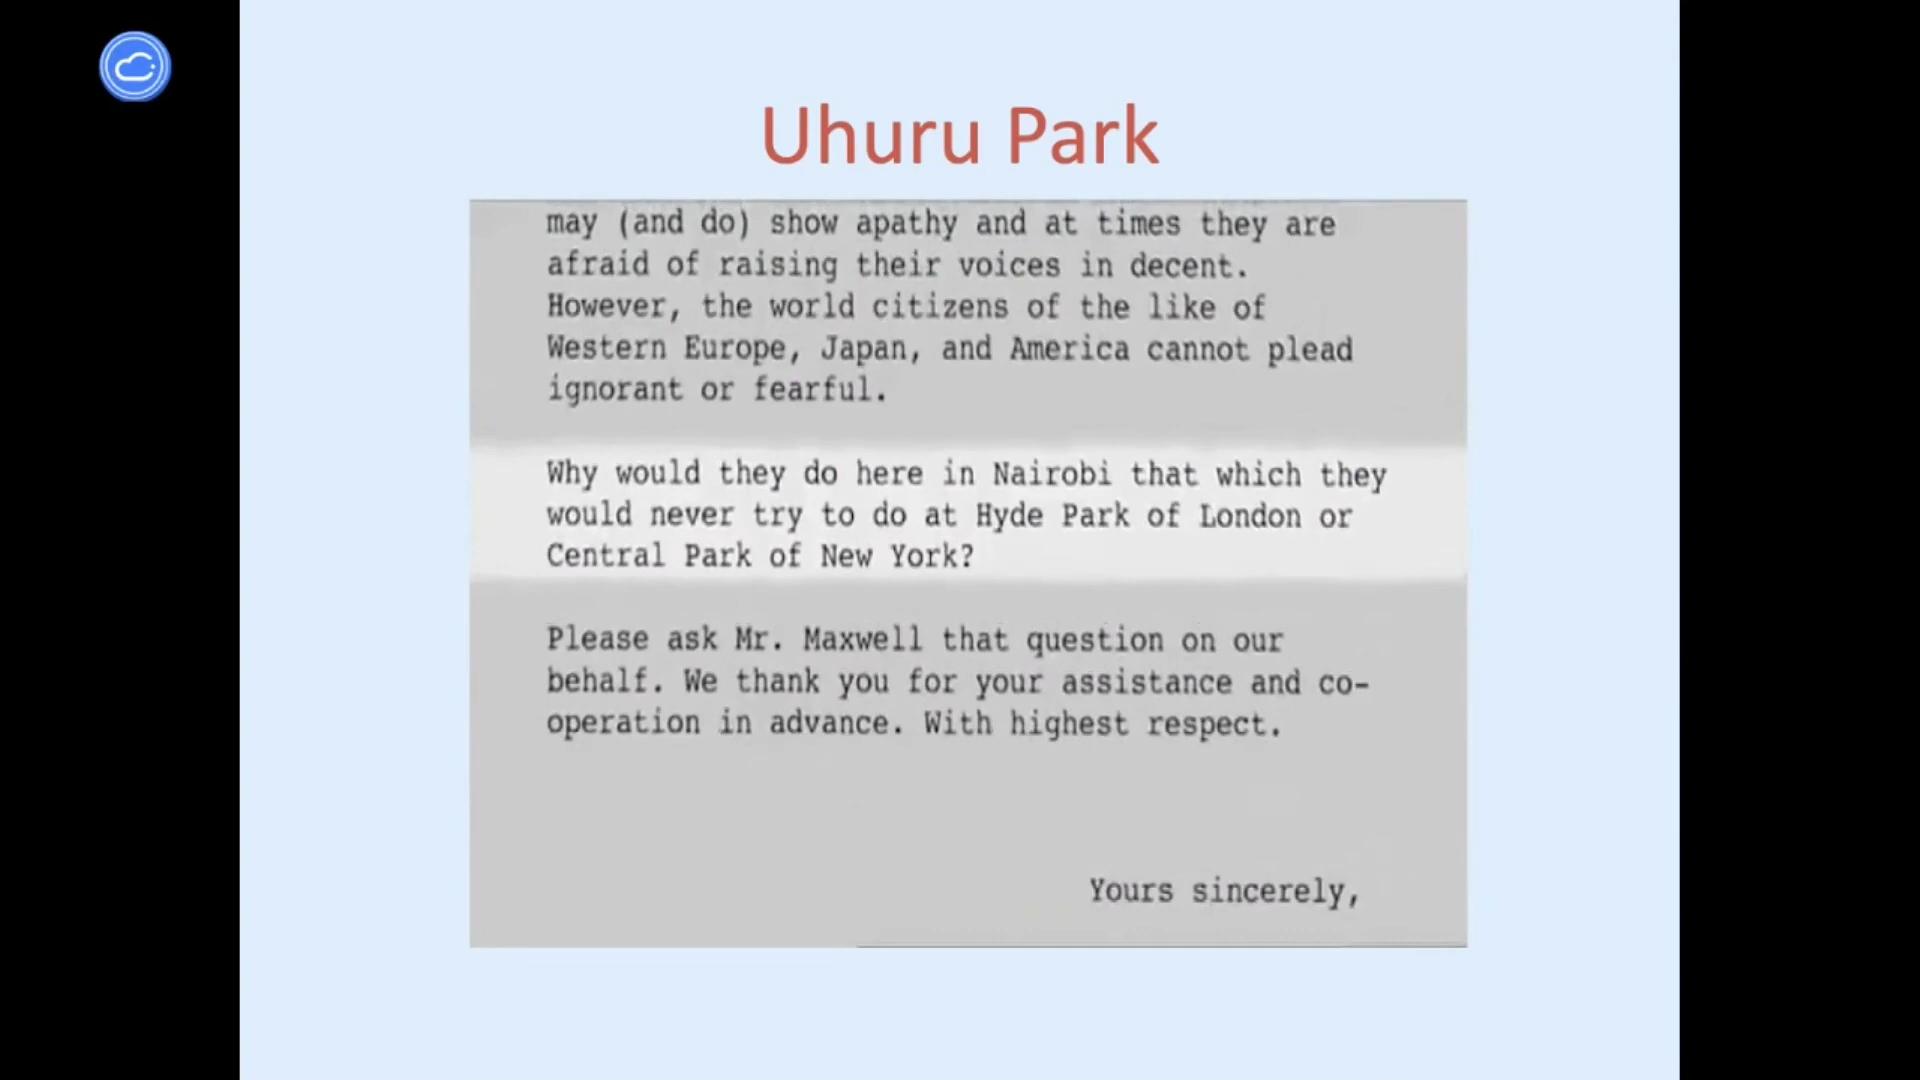 Uhuru Park
may (and do) show apathy and at times they are
afraid of raising their voices in decent.
However, the world citizens of the like of
Western Europe, Japan, and America cannot plead
ignorant or fearful.
Why would they do here in Nairobi that which they
would never try to do at Hyde Park of London or
Central Park of New York?
Please ask Mr. Maxwell that question on our
behalf. We thank you for your assistance and co-
operation in advance. With highest respect.
Yours sincerely,